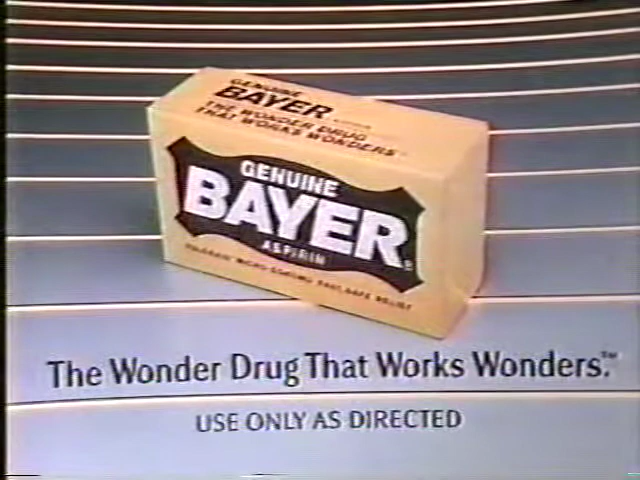 GENUINE
BAYER
THE WONDER DRUG
THAT WORKS WONDERS™
GENUINE
BAYER®
ASPIRIN
The Wonder Drug That Works Wonders.™
USE ONLY AS DIRECTED